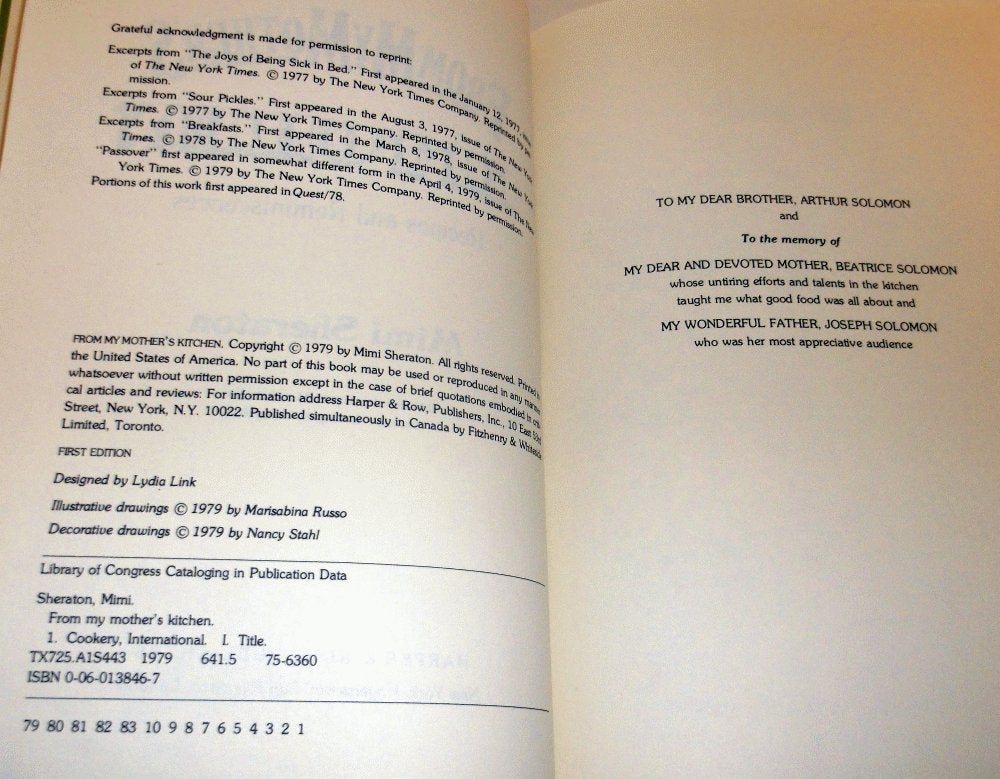 Grateful acknowledgment is made for permission to reprint:
Excerpts from "The Joys of Being Sick in Bed." First appeared in the January 12, 1977, issue
of The New York Times. © 1977 by The New York Times Company. Reprinted by per-
mission.
Excerpts from "Sour Pickles." First appeared in the August 3, 1977, issue of The New York
Times. © 1977 by The New York Times Company. Reprinted by permission.
Excerpts from "Breakfasts." First appeared in the March 8, 1978, issue of The New York
Times. © 1978 by The New York Times Company. Reprinted by permission.
"Passover" first appeared in somewhat different form in the April 4, 1979, issue of The New
York Times. © 1979 by The New York Times Company. Reprinted by permission.
Portions of this work first appeared in Quest/78.
FROM MY MOTHER'S KITCHEN. Copyright © 1979 by Mimi Sheraton. All rights reserved. Printed in
the United States of America. No part of this book may be used or reproduced in any manner
whatsoever without written permission except in the case of brief quotations embodied in criti-
cal articles and reviews: For information address Harper & Row, Publishers, Inc., 10 East 53rd
Street, New York, N.Y. 10022. Published simultaneously in Canada by Fitzhenry & Whiteside
Limited, Toronto.
FIRST EDITION
Designed by Lydia Link
Illustrative drawings © 1979 by Marisabina Russo
Decorative drawings © 1979 by Nancy Stahl
Library of Congress Cataloging in Publication Data
Sheraton, Mimi.
From my mother's kitchen.
1. Cookery, International. I. Title.
TX725.A1S443 1979 641.5 75-6360
ISBN 0-06-013846-7
79 80 81 82 83 10 9 8 7 6 5 4 3 2 1
TO MY DEAR BROTHER, ARTHUR SOLOMON
and
To the memory of
MY DEAR AND DEVOTED MOTHER, BEATRICE SOLOMON
whose untiring efforts and talents in the kitchen
taught me what good food was all about and
MY WONDERFUL FATHER, JOSEPH SOLOMON
who was her most appreciative audience